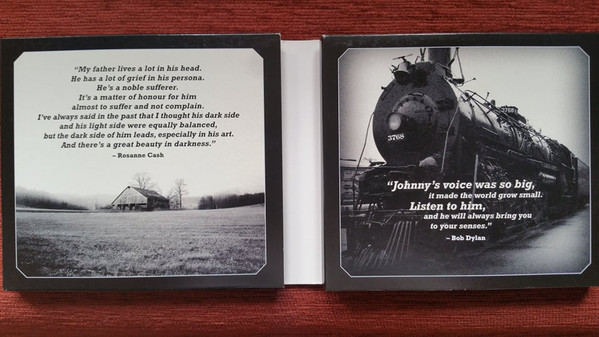 “My father lives a lot in his head.
He has a lot of grief in his persona.
He’s a noble sufferer.
It’s a matter of honour for him
almost to suffer and not complain.
I’ve always said in the past that I thought his dark side
and his light side were equally balanced,
but the dark side of him leads, especially in his art.
And there’s a great beauty in darkness.”
– Rosanne Cash
3768
3768
“Johnny’s voice was so big,
it made the world grow small.
Listen to him,
and he will always bring you
to your senses.”
– Bob Dylan